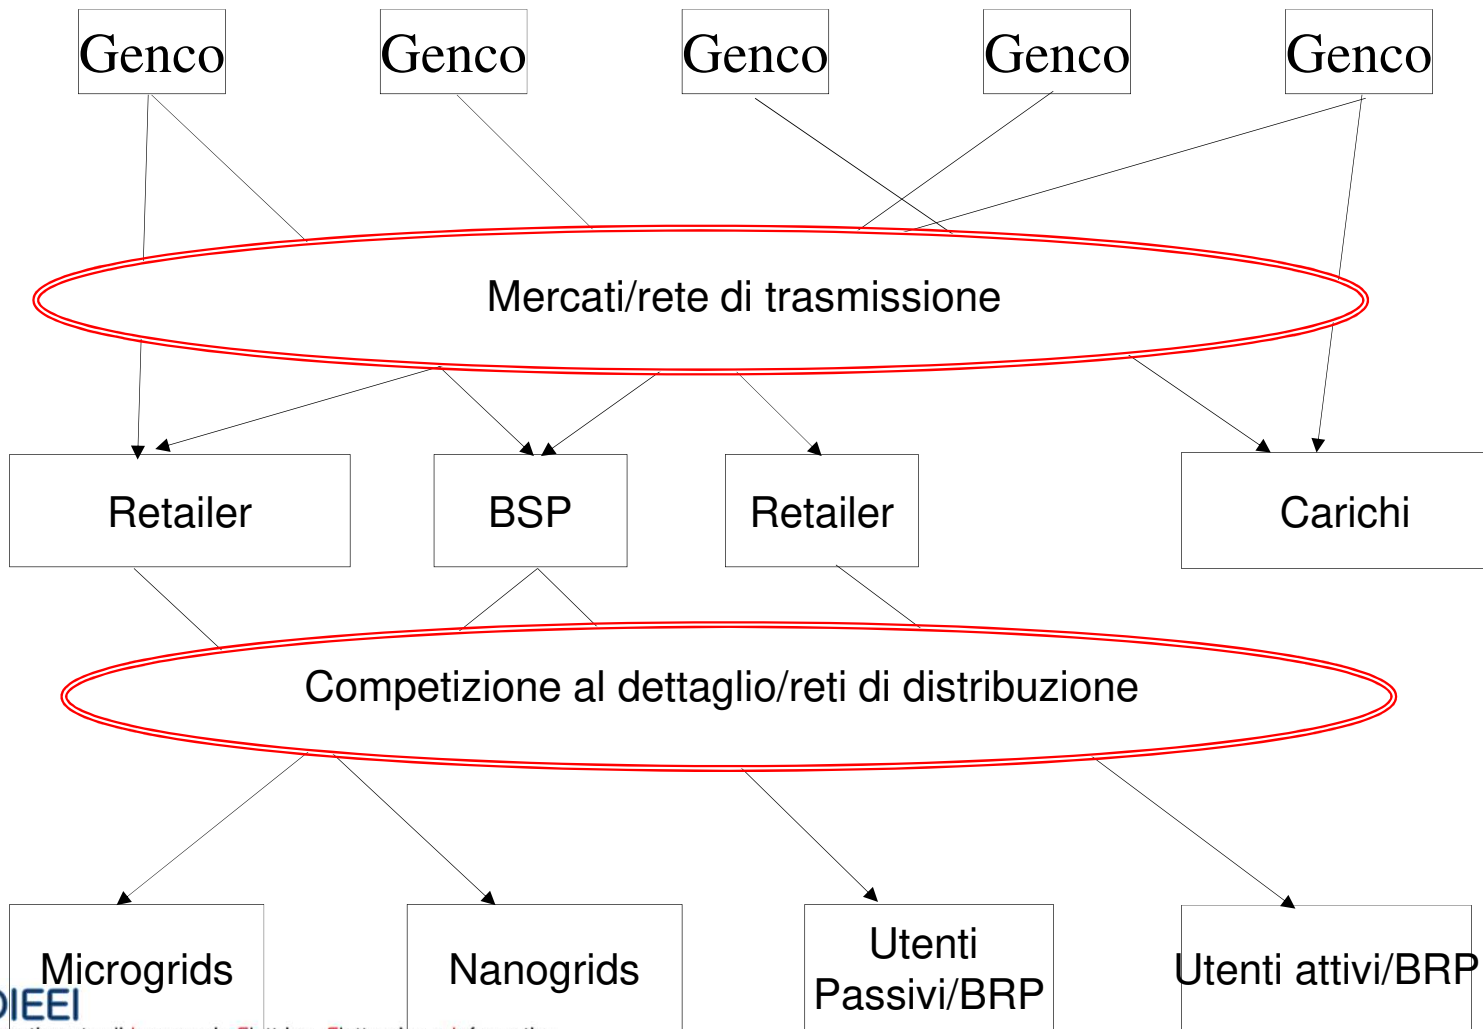 Genco Genco Genco Genco Genco
Mercati/rete di trasmissione
Retailer BSP Retailer Carichi
Competizione al dettaglio/reti di distribuzione
Microgrids Nanogrids Utenti Passivi/BRP Utenti attivi/BRP
DIEEI